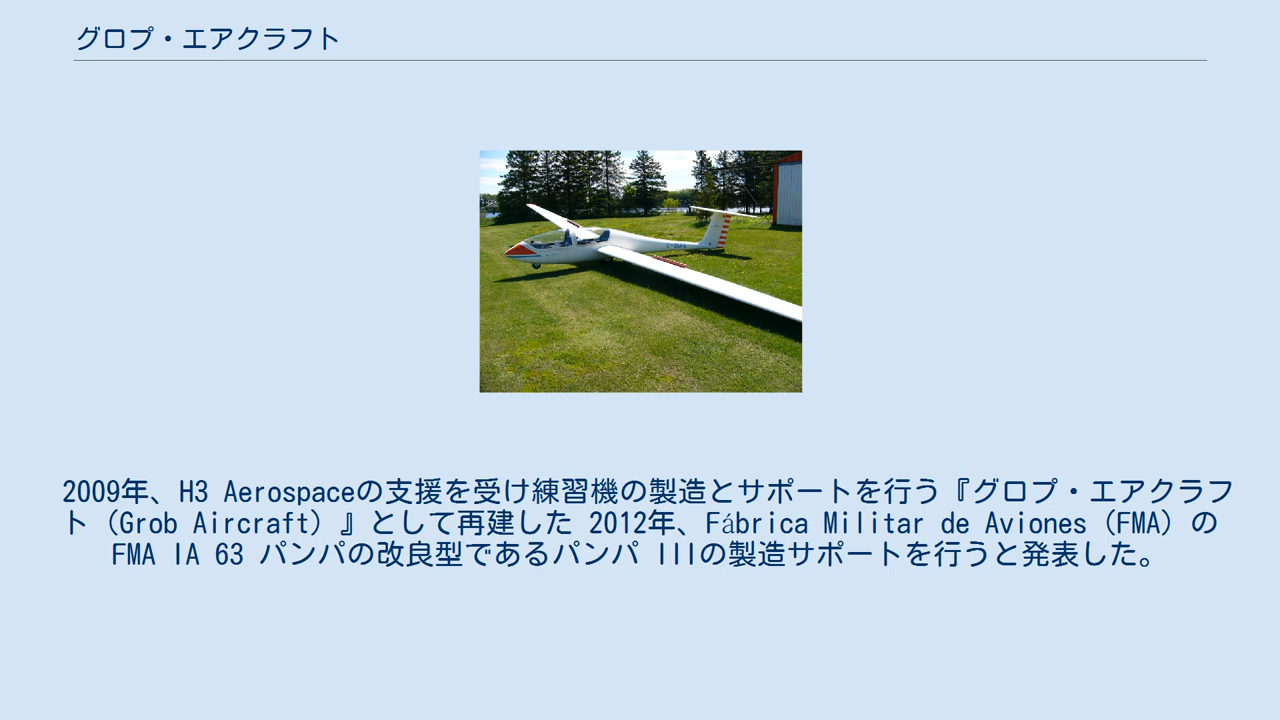 グロプ・エアクラフト
2009年、H3 Aerospaceの支援を受け練習機の製造とサポートを行う『グロプ・エアクラフ
ト（Grob Aircraft）』として再建した 2012年、Fábrica Militar de Aviones（FMA）の
FMA IA 63 パンパの改良型であるパンパ IIIの製造サポートを行うと発表した。